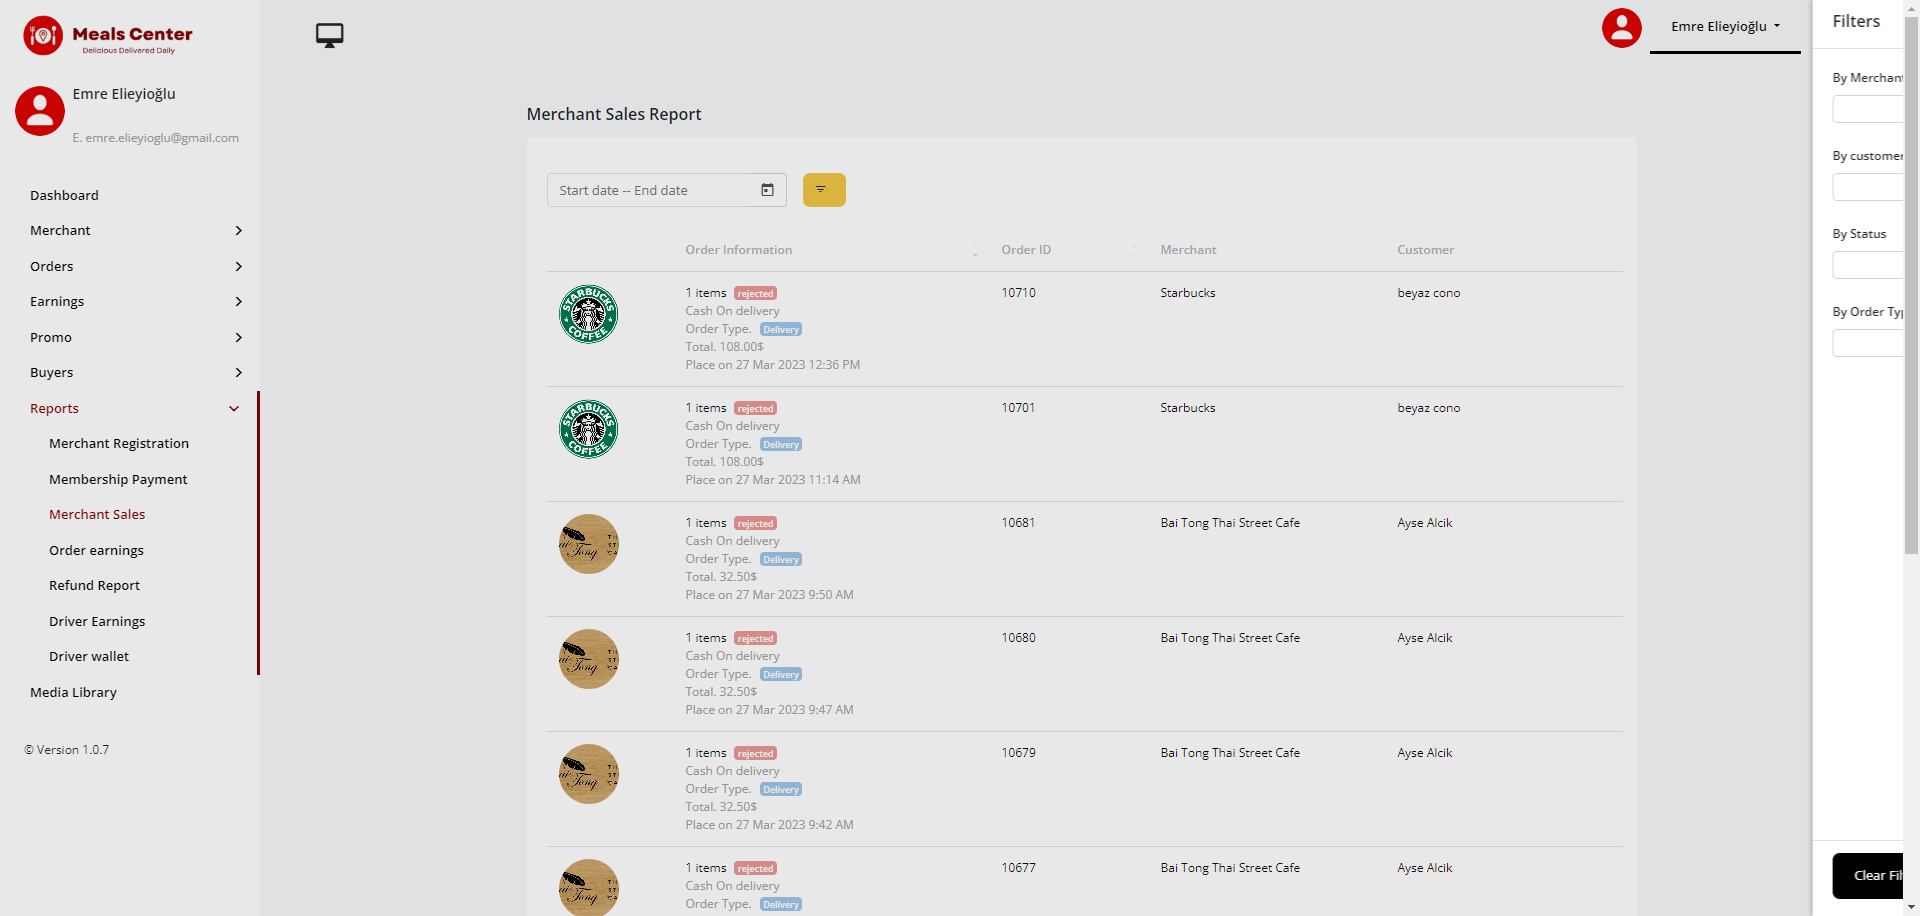 Meals Center
Delicious Delivered Daily
Emre Elieyioğlu
E. emre.elieyioglu@gmail.com
Dashboard
Merchant
Orders
Earnings
Promo
Buyers
Reports
Merchant Registration
Membership Payment
Merchant Sales
Order earnings
Refund Report
Driver Earnings
Driver wallet
Media Library
© Version 1.0.7
Emre Elieyioğlu
Merchant Sales Report
Start date -- End date
Order Information Order ID Merchant Customer
STARBUCKS COFFEE
1 items rejected 10710 Starbucks beyaz cono
Cash On delivery
Order Type. Delivery
Total. 108.00$
Place on 27 Mar 2023 12:36 PM
STARBUCKS COFFEE
1 items rejected 10701 Starbucks beyaz cono
Cash On delivery
Order Type. Delivery
Total. 108.00$
Place on 27 Mar 2023 11:14 AM
1 items rejected 10681 Bai Tong Thai Street Cafe Ayse Alcik
Cash On delivery
Order Type. Delivery
Total. 32.50$
Place on 27 Mar 2023 9:50 AM
1 items rejected 10680 Bai Tong Thai Street Cafe Ayse Alcik
Cash On delivery
Order Type. Delivery
Total. 32.50$
Place on 27 Mar 2023 9:47 AM
1 items rejected 10679 Bai Tong Thai Street Cafe Ayse Alcik
Cash On delivery
Order Type. Delivery
Total. 32.50$
Place on 27 Mar 2023 9:42 AM
1 items rejected 10677 Bai Tong Thai Street Cafe Ayse Alcik
Cash On delivery
Order Type. Delivery
Filters
By Merchant
By customer
By Status
By Order Ty
Clear Fil